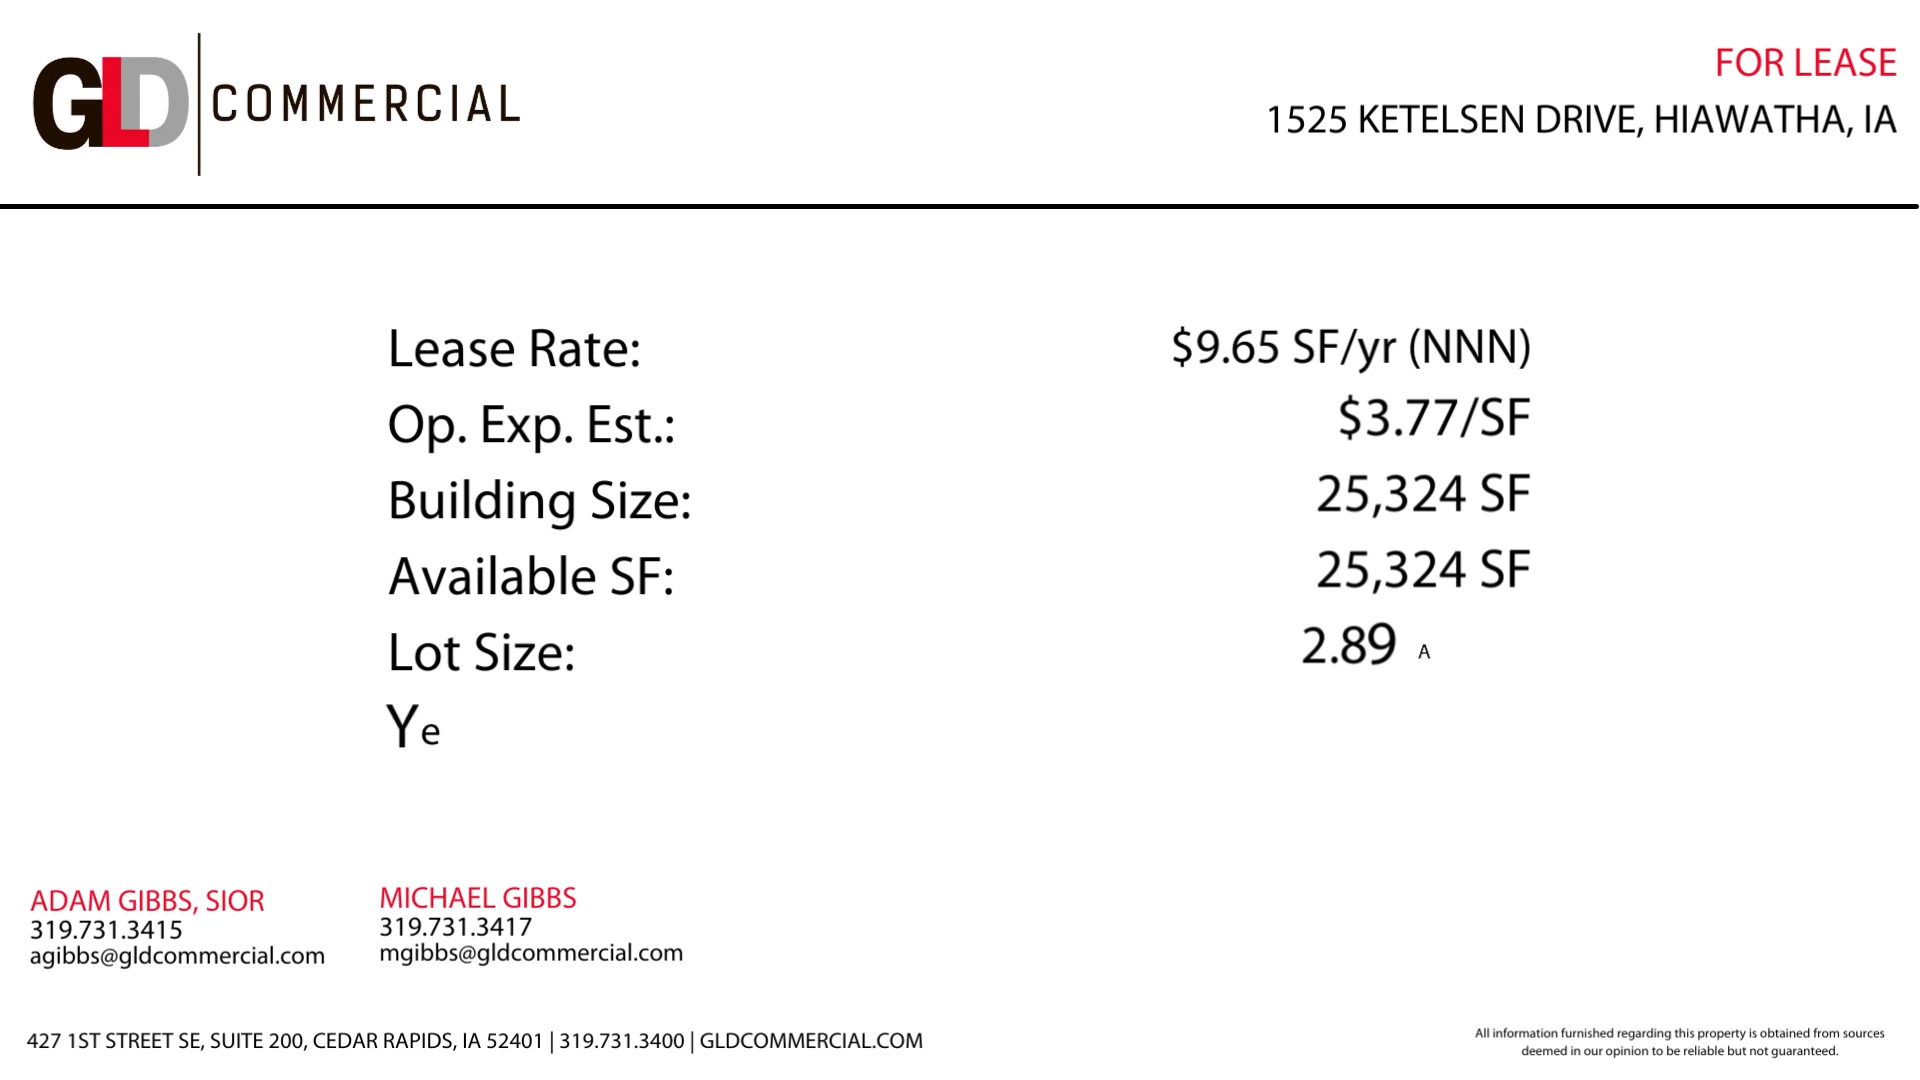 GLD COMMERCIAL
FOR LEASE
1525 KETELSEN DRIVE, HIAWATHA, IA
Lease Rate: $9.65 SF/yr (NNN)
Op. Exp. Est.: $3.77/SF
Building Size: 25,324 SF
Available SF: 25,324 SF
Lot Size: 2.89 A
Ye
ADAM GIBBS, SIOR
319.731.3415
agibbs@gldcommercial.com
MICHAEL GIBBS
319.731.3417
mgibbs@gldcommercial.com
427 1ST STREET SE, SUITE 200, CEDAR RAPIDS, IA 52401 | 319.731.3400 | GLDCOMMERCIAL.COM
All information furnished regarding this property is obtained from sources
deemed in our opinion to be reliable but not guaranteed.